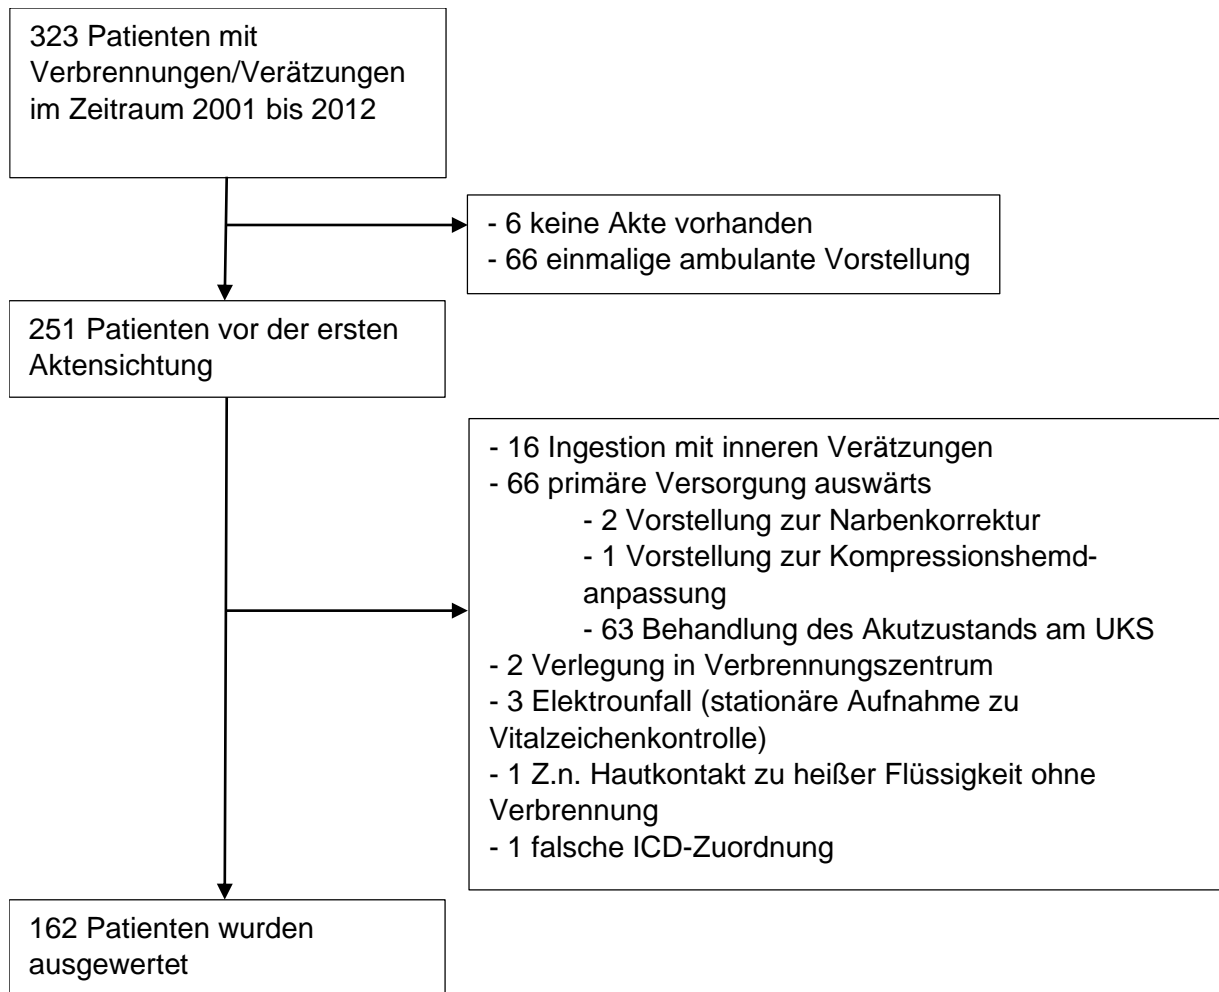 323 Patienten mit
Verbrennungen/Verätzungen
im Zeitraum 2001 bis 2012
- 6 keine Akte vorhanden
- 66 einmalige ambulante Vorstellung
251 Patienten vor der ersten
Aktensichtung
- 16 Ingestion mit inneren Verätzungen
- 66 primäre Versorgung auswärts
- 2 Vorstellung zur Narbenkorrektur
- 1 Vorstellung zur Kompressionshemd-
anpassung
- 63 Behandlung des Akutzustands am UKS
- 2 Verlegung in Verbrennungszentrum
- 3 Elektrounfall (stationäre Aufnahme zu
Vitalzeichenkontrolle)
- 1 Z.n. Hautkontakt zu heißer Flüssigkeit ohne
Verbrennung
- 1 falsche ICD-Zuordnung
162 Patienten wurden
ausgewertet